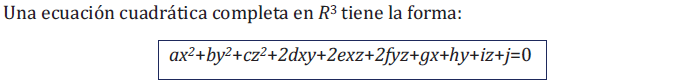 Una ecuación cuadrática completa en R³ tiene la forma:
ax²+by²+cz²+2dxy+2exz+2fyz+gx+hy+iz+j=0